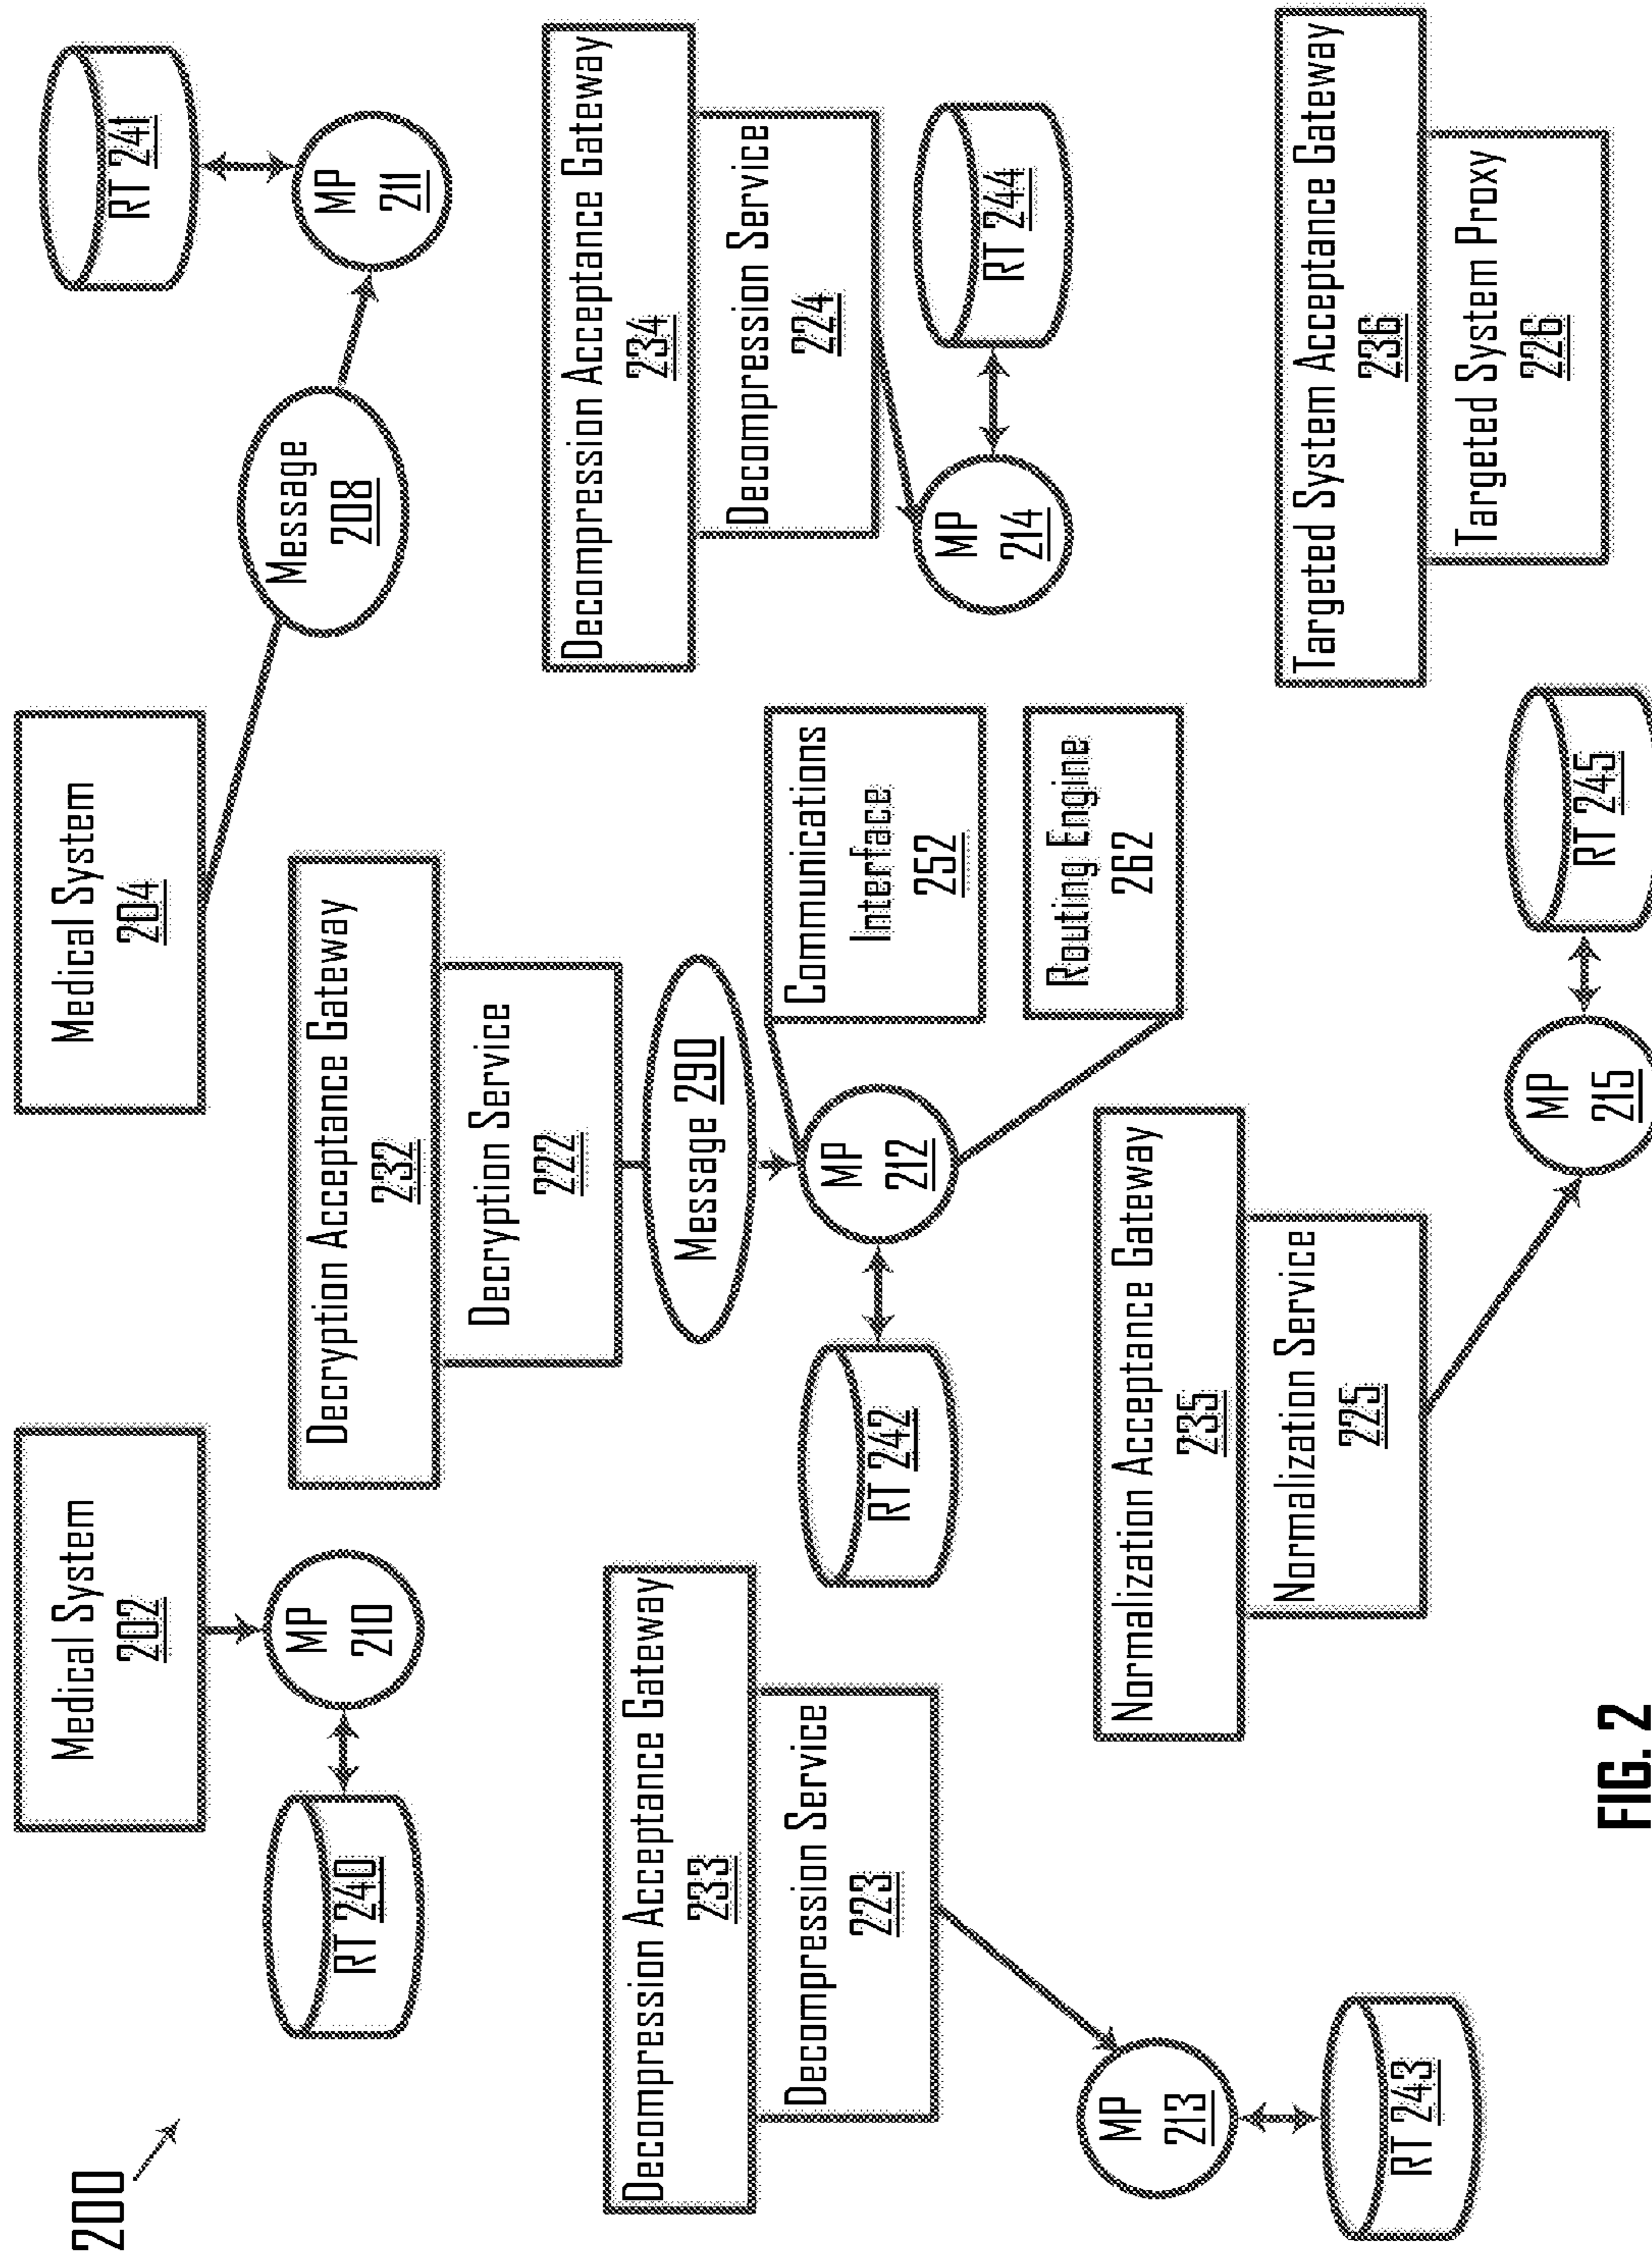 200
Medical System
202
MP
210
RT 240
Medical System
204
Message
208
MP
211
RT 241
Decryption Acceptance Gateway
232
Decryption Service
222
Message 290
MP
212
RT 242
Communications
Interface
252
Routing Engine
262
Decompression Acceptance Gateway
233
Decompression Service
223
MP
213
RT 243
Decompression Acceptance Gateway
234
Decompression Service
224
MP
214
RT 244
Normalization Acceptance Gateway
235
Normalization Service
225
MP
215
RT 245
Targeted System Acceptance Gateway
236
Targeted System Proxy
226
FIG. 2